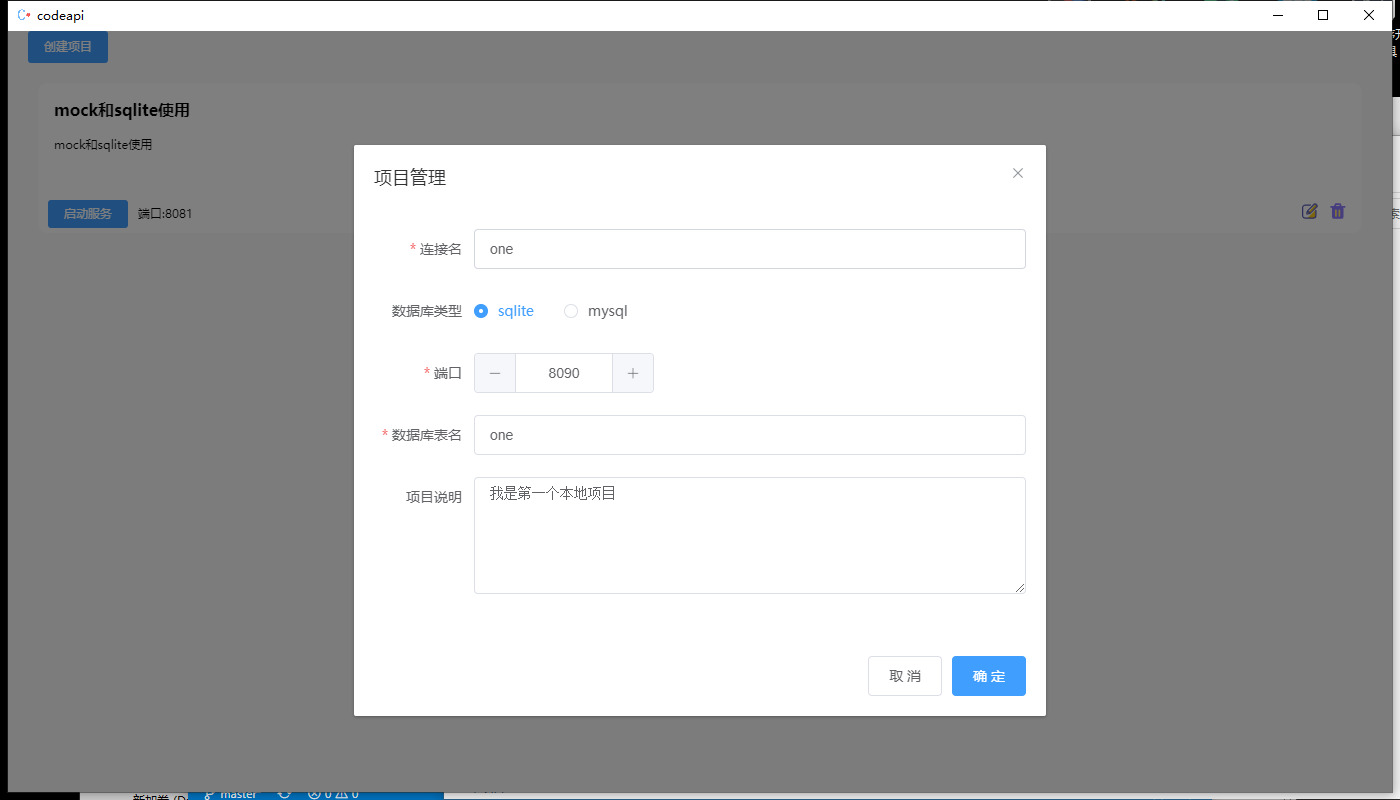 codeapi
创建项目
mock和sqlite使用
mock和sqlite使用
启动服务 端口:8081
项目管理
* 连接名 one
数据库类型 sqlite mysql
* 端口 8090
* 数据库表名 one
项目说明 我是第一个本地项目
取 消 确 定
master 0 0